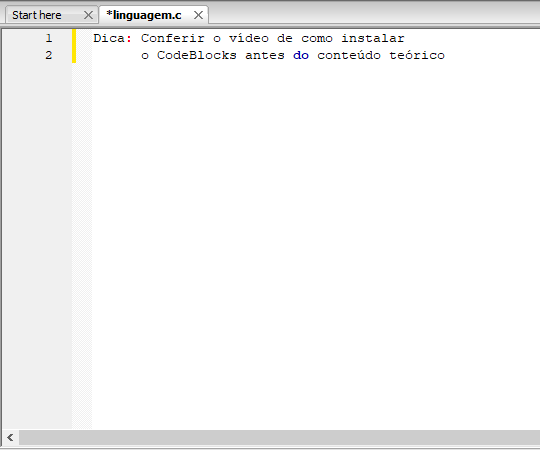 Start here
*linguagem.c
1 Dica: Conferir o vídeo de como instalar
2 o CodeBlocks antes do conteúdo teórico